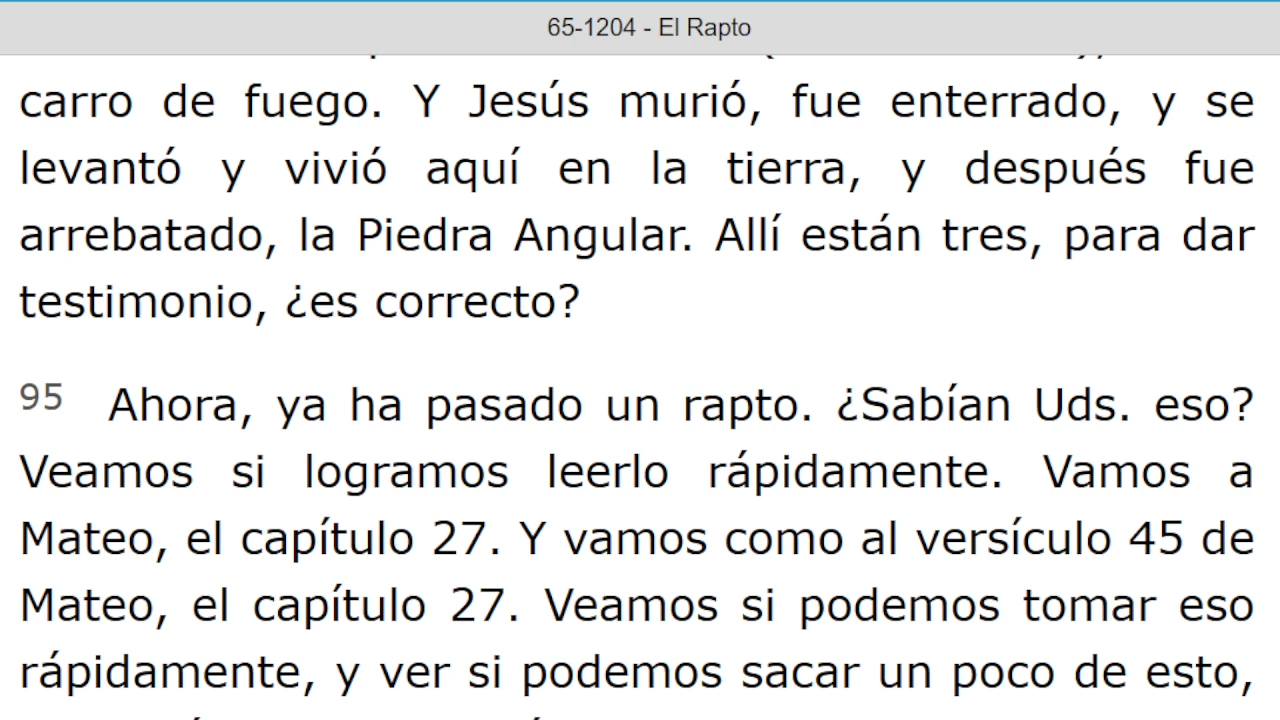 65-1204 - El Rapto
carro de fuego. Y Jesús murió, fue enterrado, y se
levantó y vivió aquí en la tierra, y después fue
arrebatado, la Piedra Angular. Allí están tres, para dar
testimonio, ¿es correcto?
95 Ahora, ya ha pasado un rapto. ¿Sabían Uds. eso?
Veamos si logramos leerlo rápidamente. Vamos a
Mateo, el capítulo 27. Y vamos como al versículo 45 de
Mateo, el capítulo 27. Veamos si podemos tomar eso
rápidamente, y ver si podemos sacar un poco de esto,